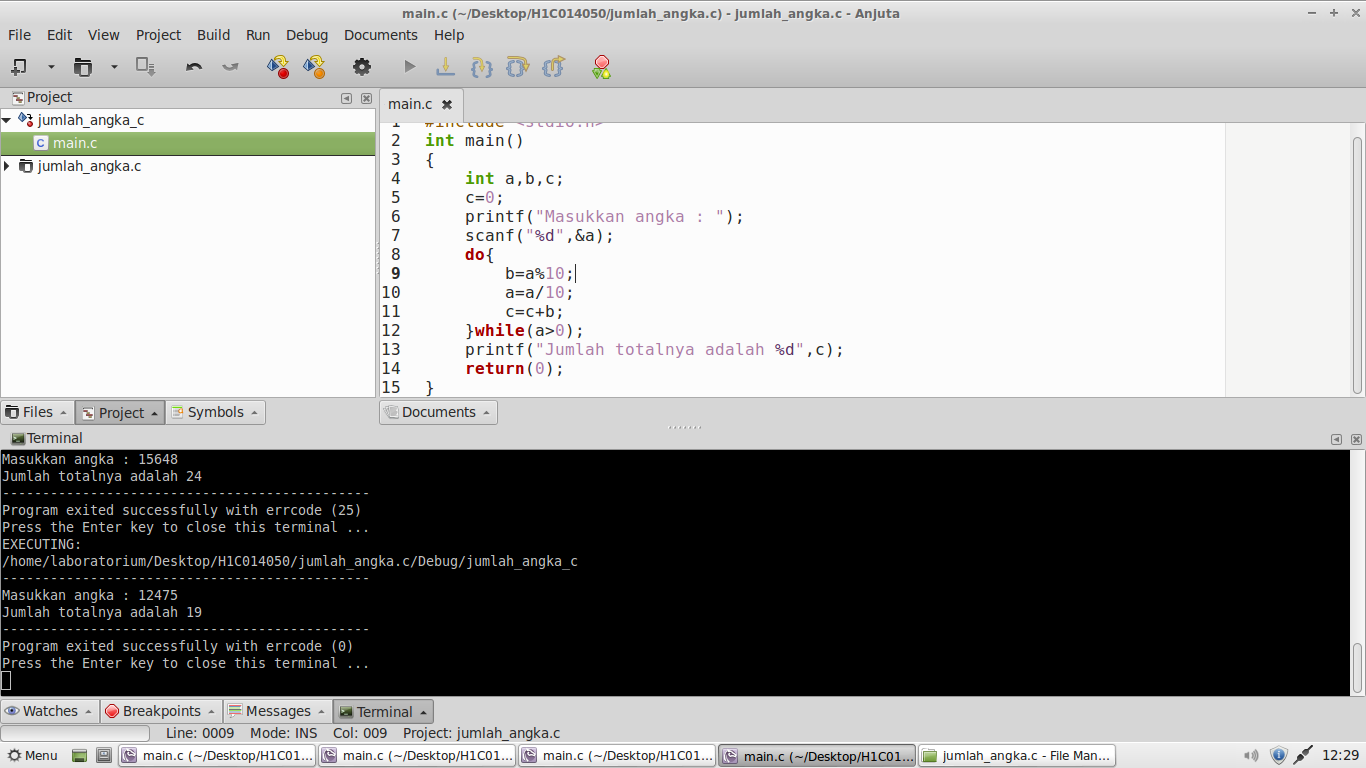 main.c (~/Desktop/H1C014050/jumlah_angka.c) - jumlah_angka.c - Anjuta
File Edit View Project Build Run Debug Documents Help
Project
jumlah_angka_c
main.c
jumlah_angka.c
Files Project Symbols
main.c
1 #include <stdio.h>
2 int main()
3 {
4 int a,b,c;
5 c=0;
6 printf("Masukkan angka : ");
7 scanf("%d",&a);
8 do{
9 b=a%10;
10 a=a/10;
11 c=c+b;
12 }while(a>0);
13 printf("Jumlah totalnya adalah %d",c);
14 return(0);
15 }
Documents
Terminal
Masukkan angka : 15648
Jumlah totalnya adalah 24
----------------------------------------------
Program exited successfully with errcode (25)
Press the Enter key to close this terminal ...
EXECUTING:
/home/laboratorium/Desktop/H1C014050/jumlah_angka.c/Debug/jumlah_angka_c
----------------------------------------------
Masukkan angka : 12475
Jumlah totalnya adalah 19
----------------------------------------------
Program exited successfully with errcode (0)
Press the Enter key to close this terminal ...
Watches Breakpoints Messages Terminal
Line: 0009 Mode: INS Col: 009 Project: jumlah_angka.c
Menu main.c (~/Desktop/H1C01... main.c (~/Desktop/H1C01... main.c (~/Desktop/H1C01... main.c (~/Desktop/H1C01... jumlah_angka.c - File Man... 12:29